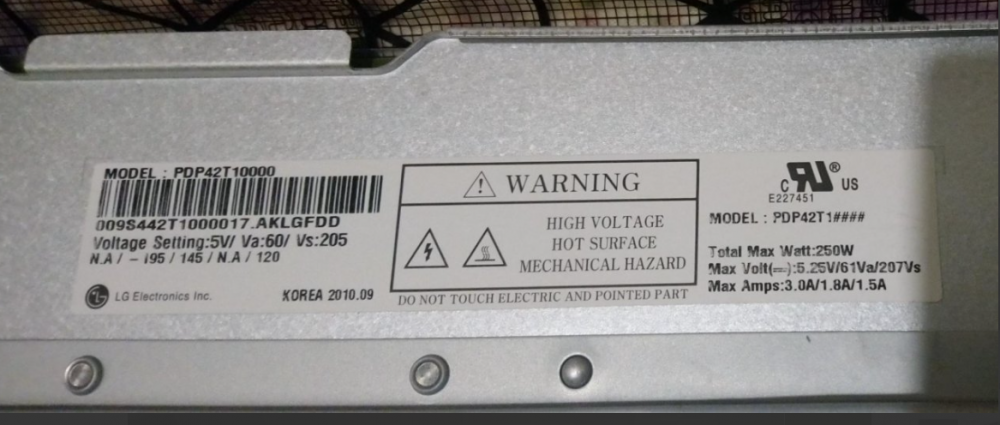 MODEL : PDP42T10000
009S442T1000017.AKLGFDD
Voltage Setting:5V/ Va:60/ Vs:205
N.A / - 195 / 145 / N.A / 120
LG Electronics Inc.
KOREA 2010.09
WARNING
HIGH VOLTAGE
HOT SURFACE
MECHANICAL HAZARD
DO NOT TOUCH ELECTRIC AND POINTED PART
C RU ® US
E227451
MODEL : PDP42T1####
Total Max Watt:250W
Max Volt(⎓):5.25V/61Va/207Vs
Max Amps:3.0A/1.8A/1.5A